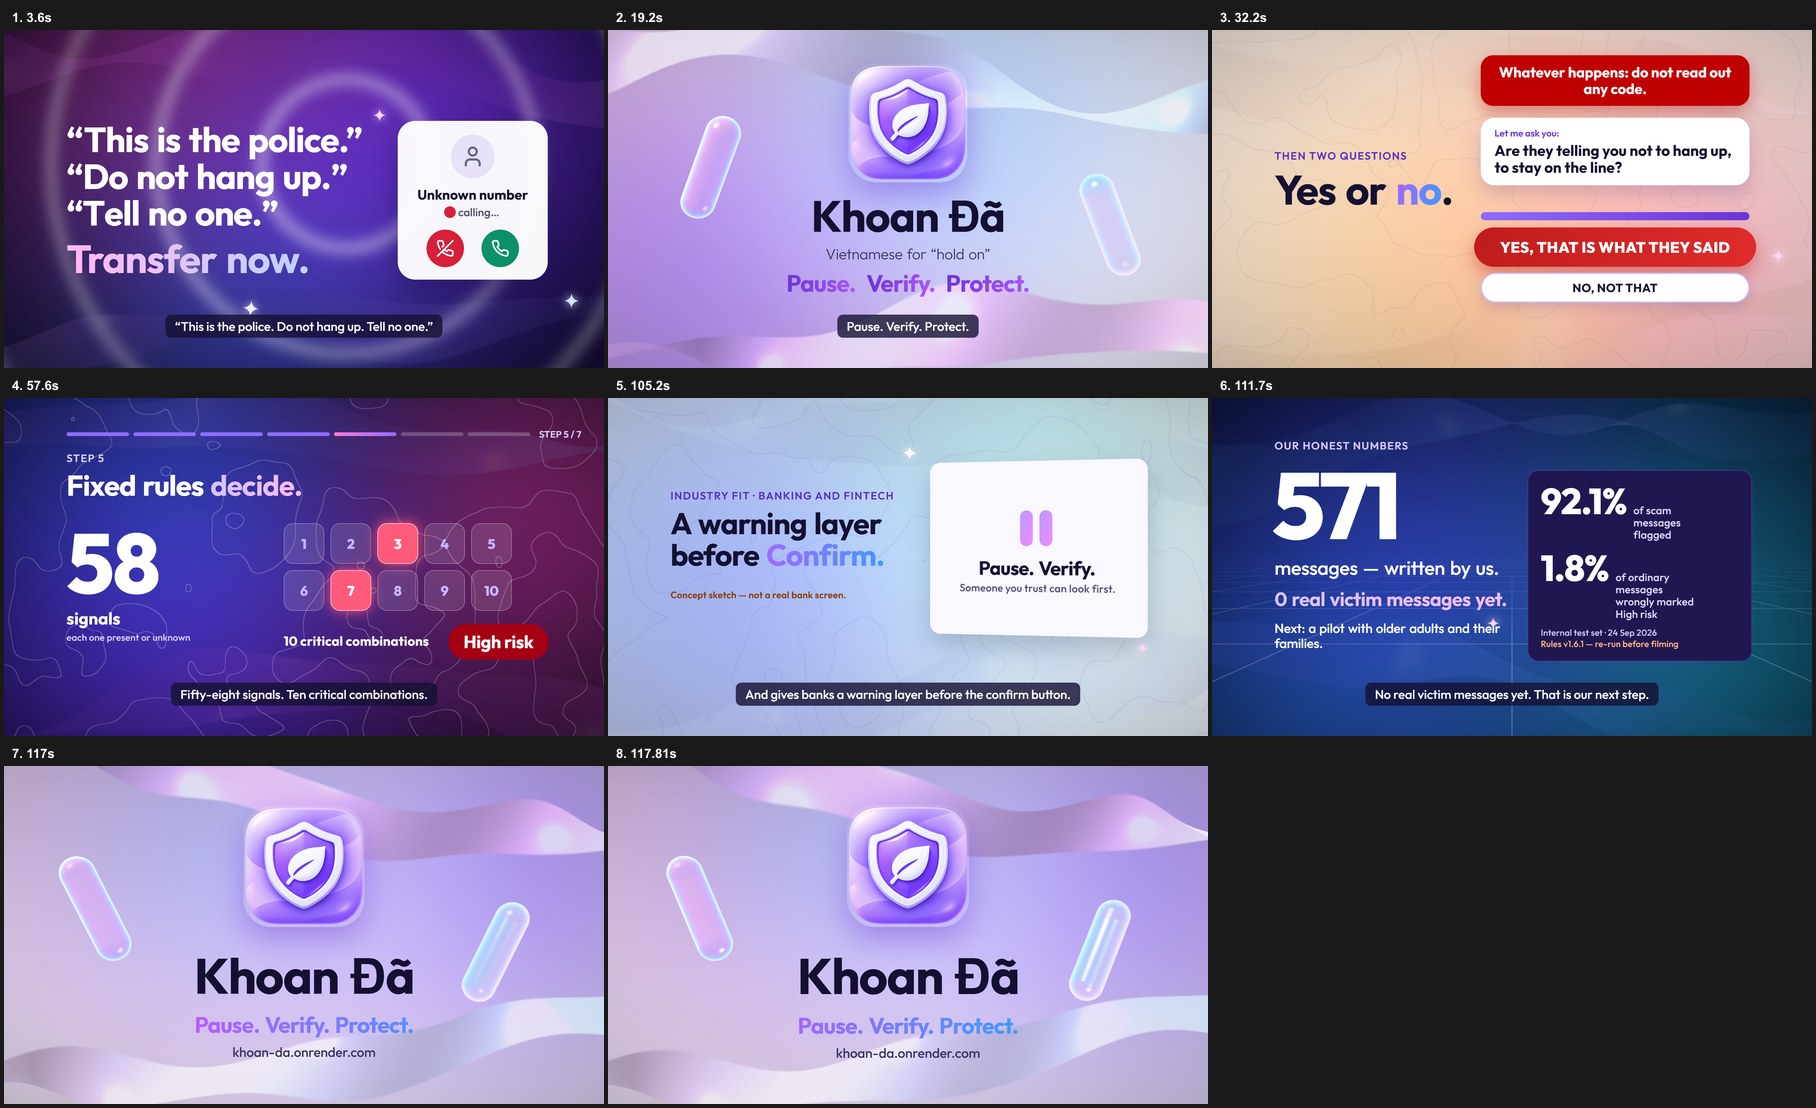 1. 3.6s
“This is the police.”
“Do not hang up.”
“Tell no one.”
Transfer now.
Unknown number
calling...
“This is the police. Do not hang up. Tell no one.”
2. 19.2s
Khoan Đã
Vietnamese for “hold on”
Pause. Verify. Protect.
Pause. Verify. Protect.
3. 32.2s
THEN TWO QUESTIONS
Yes or no.
Whatever happens: do not read out
any code.
Let me ask you:
Are they telling you not to hang up,
to stay on the line?
YES, THAT IS WHAT THEY SAID
NO, NOT THAT
4. 57.6s
STEP 5 / 7
STEP 5
Fixed rules decide.
58
signals
each one present or unknown
1 2 3 4 5
6 7 8 9 10
10 critical combinations
High risk
Fifty-eight signals. Ten critical combinations.
5. 105.2s
INDUSTRY FIT · BANKING AND FINTECH
A warning layer
before Confirm.
Concept sketch — not a real bank screen.
Pause. Verify.
Someone you trust can look first.
And gives banks a warning layer before the confirm button.
6. 111.7s
OUR HONEST NUMBERS
571
messages — written by us.
0 real victim messages yet.
Next: a pilot with older adults and their
families.
92.1% of scam
messages
flagged
1.8% of ordinary
messages
wrongly marked
High risk
Internal test set · 24 Sep 2026
Rules v1.6.1 — re-run before filming
No real victim messages yet. That is our next step.
7. 117s
Khoan Đã
Pause. Verify. Protect.
khoan-da.onrender.com
8. 117.81s
Khoan Đã
Pause. Verify. Protect.
khoan-da.onrender.com